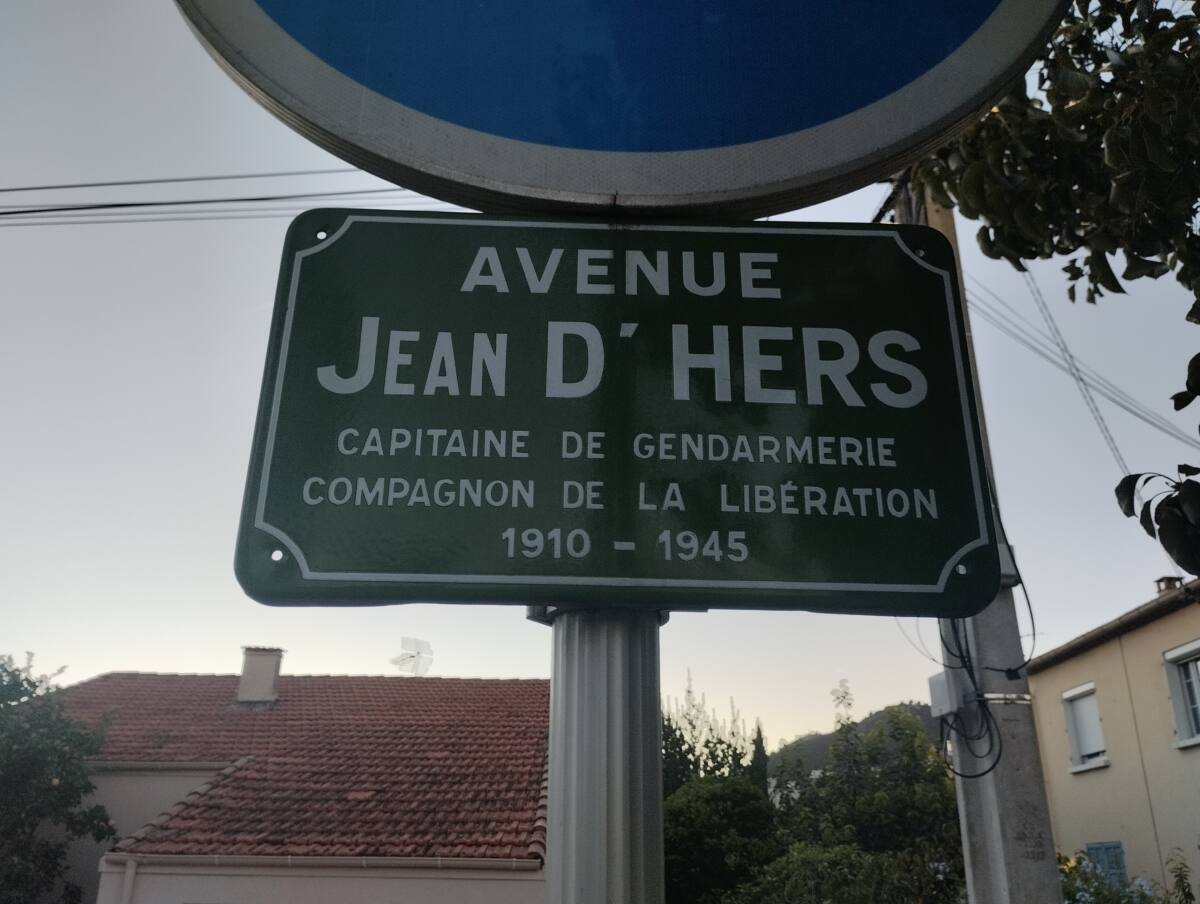 AVENUE
JEAN D'HERS
CAPITAINE DE GENDARMERIE
COMPAGNON DE LA LIBÉRATION
1910 - 1945